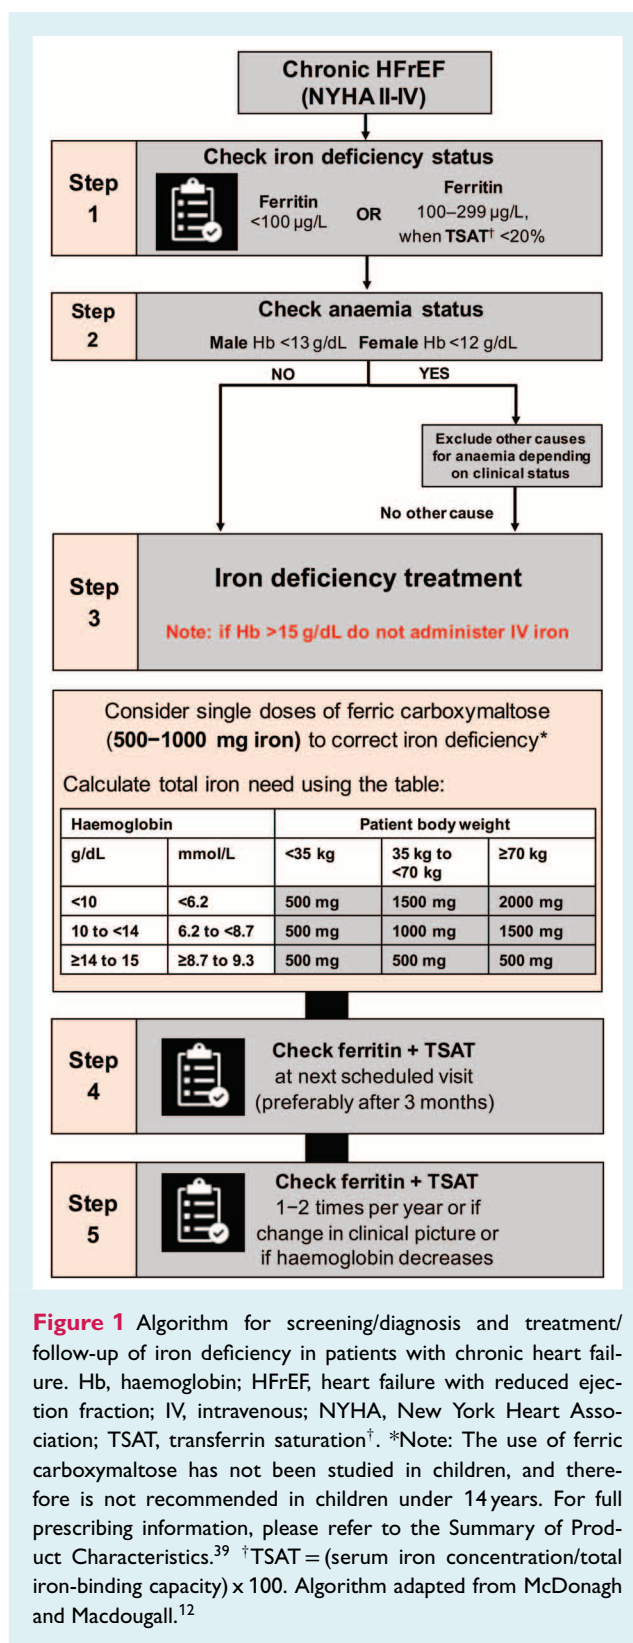 Chronic HFrEF
(NYHA II-IV)
Step
1
Check iron deficiency status
Ferritin
<100 µg/L
OR
Ferritin
100–299 µg/L,
when TSAT† <20%
Step
2
Check anaemia status
Male Hb <13 g/dL Female Hb <12 g/dL
NO
YES
Exclude other causes
for anaemia depending
on clinical status
No other cause
Step
3
Iron deficiency treatment
Note: if Hb >15 g/dL do not administer IV iron
Consider single doses of ferric carboxymaltose
(500−1000 mg iron) to correct iron deficiency*
Calculate total iron need using the table:
Haemoglobin Patient body weight
g/dL mmol/L <35 kg 35 kg to <70 kg ≥70 kg
<10 <6.2 500 mg 1500 mg 2000 mg
10 to <14 6.2 to <8.7 500 mg 1000 mg 1500 mg
≥14 to 15 ≥8.7 to 9.3 500 mg 500 mg 500 mg
Step
4
Check ferritin + TSAT
at next scheduled visit
(preferably after 3 months)
Step
5
Check ferritin + TSAT
1−2 times per year or if
change in clinical picture or
if haemoglobin decreases
Figure 1 Algorithm for screening/diagnosis and treatment/
follow-up of iron deficiency in patients with chronic heart fail-
ure. Hb, haemoglobin; HFrEF, heart failure with reduced ejec-
tion fraction; IV, intravenous; NYHA, New York Heart Asso-
ciation; TSAT, transferrin saturation†. *Note: The use of ferric
carboxymaltose has not been studied in children, and there-
fore is not recommended in children under 14 years. For full
prescribing information, please refer to the Summary of Prod-
uct Characteristics.39 †TSAT = (serum iron concentration/total
iron-binding capacity) x 100. Algorithm adapted from McDonagh
and Macdougall.12